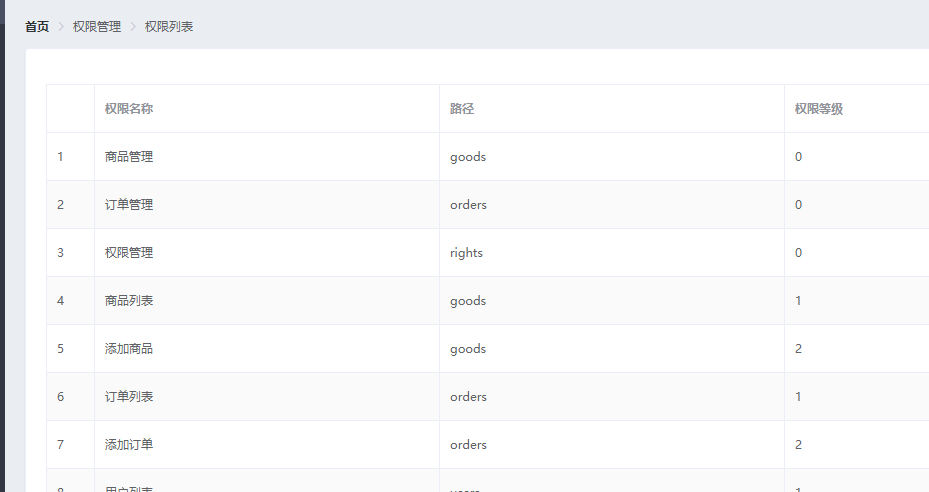 首页 > 权限管理 > 权限列表
权限名称 路径 权限等级
1 商品管理 goods 0
2 订单管理 orders 0
3 权限管理 rights 0
4 商品列表 goods 1
5 添加商品 goods 2
6 订单列表 orders 1
7 添加订单 orders 2
8 用户列表 users 1